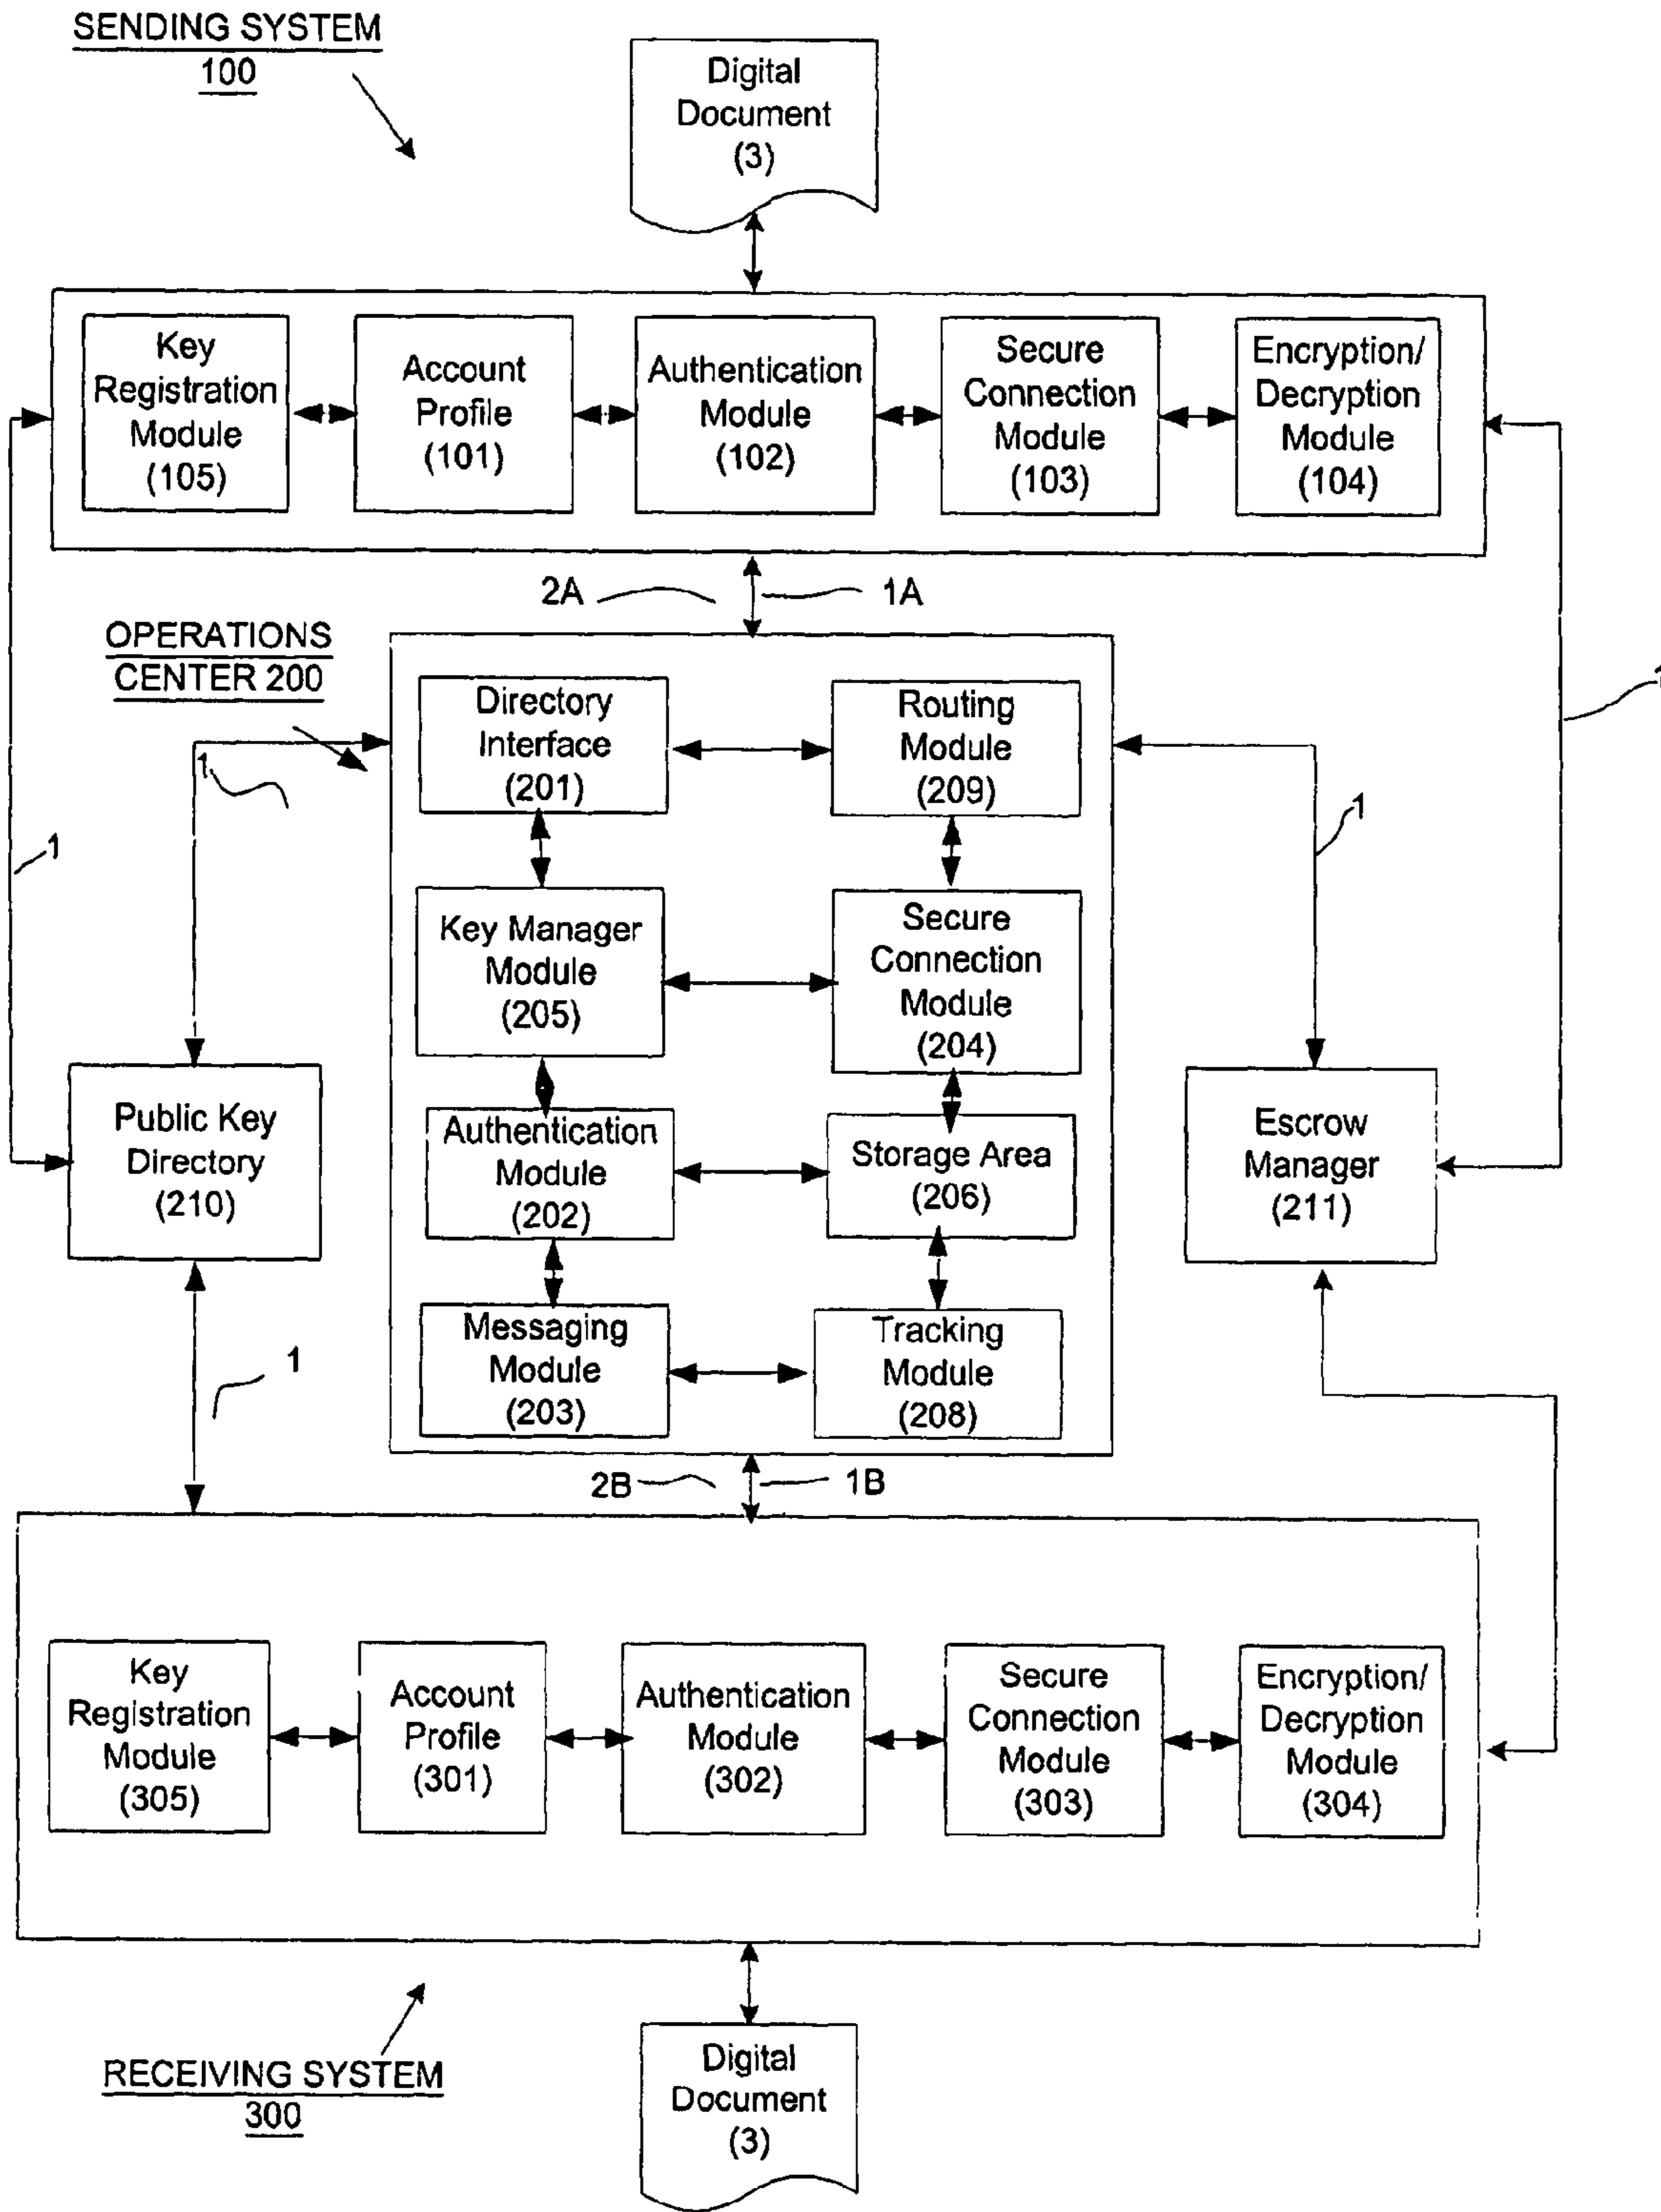 SENDING SYSTEM
100
Digital
Document
(3)
Key
Registration
Module
(105)
Account
Profile
(101)
Authentication
Module
(102)
Secure
Connection
Module
(103)
Encryption/
Decryption
Module
(104)
2A
1A
OPERATIONS
CENTER 200
1
1
1
1
Directory
Interface
(201)
Routing
Module
(209)
Key Manager
Module
(205)
Secure
Connection
Module
(204)
Public Key
Directory
(210)
Authentication
Module
(202)
Storage Area
(206)
Escrow
Manager
(211)
Messaging
Module
(203)
Tracking
Module
(208)
1
2B
1B
Key
Registration
Module
(305)
Account
Profile
(301)
Authentication
Module
(302)
Secure
Connection
Module
(303)
Encryption/
Decryption
Module
(304)
RECEIVING SYSTEM
300
Digital
Document
(3)